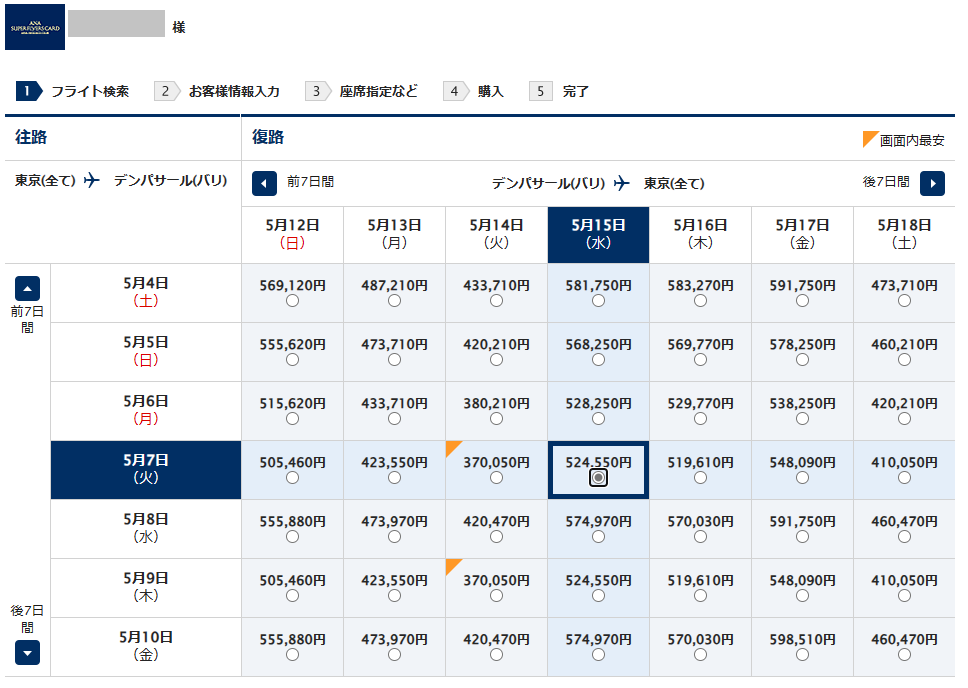 ANA
SUPER FLYERS CARD
様
1 フライト検索 2 お客様情報入力 3 座席指定など 4 購入 5 完了
往路 復路 画面内最安
東京(全て) デンパサール(バリ) 前7日間 デンパサール(バリ) 東京(全て) 後7日間
5月12日 5月13日 5月14日 5月15日 5月16日 5月17日 5月18日
(日) (月) (火) (水) (木) (金) (土)
前7日間
5月4日 569,120円 487,210円 433,710円 581,750円 583,270円 591,750円 473,710円
(土)
5月5日 555,620円 473,710円 420,210円 568,250円 569,770円 578,250円 460,210円
(日)
5月6日 515,620円 433,710円 380,210円 528,250円 529,770円 538,250円 420,210円
(月)
5月7日 505,460円 423,550円 370,050円 524,550円 519,610円 548,090円 410,050円
(火)
5月8日 555,880円 473,970円 420,470円 574,970円 570,030円 591,750円 460,470円
(水)
5月9日 505,460円 423,550円 370,050円 524,550円 519,610円 548,090円 410,050円
(木)
後7日間
5月10日 555,880円 473,970円 420,470円 574,970円 570,030円 598,510円 460,470円
(金)